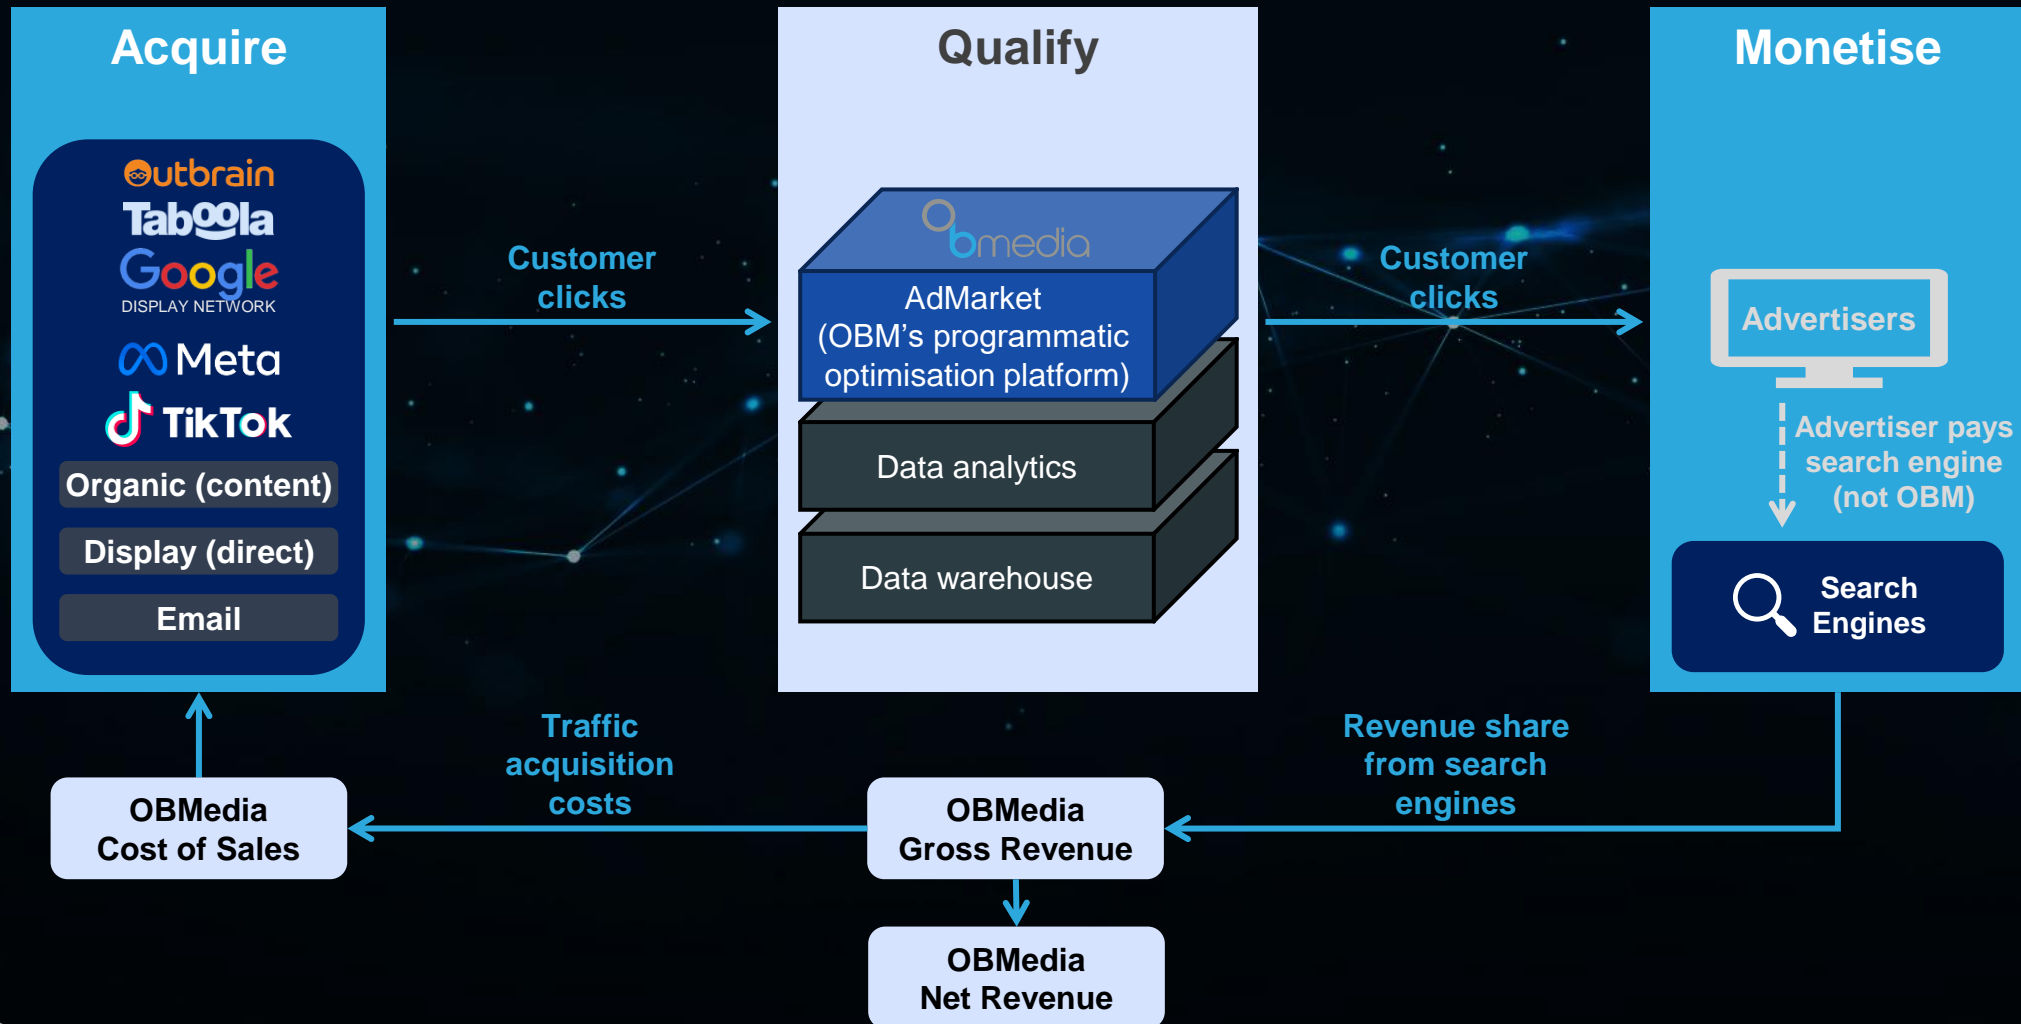 Acquire
Outbrain
Taboola
Google
DISPLAY NETWORK
Meta
TikTok
Organic (content)
Display (direct)
Email
Customer
clicks
Qualify
Obmedia
AdMarket
(OBM’s programmatic
optimisation platform)
Data analytics
Data warehouse
Customer
clicks
Monetise
Advertisers
Advertiser pays
search engine
(not OBM)
Search
Engines
Revenue share
from search
engines
OBMedia
Gross Revenue
Traffic
acquisition
costs
OBMedia
Cost of Sales
OBMedia
Net Revenue